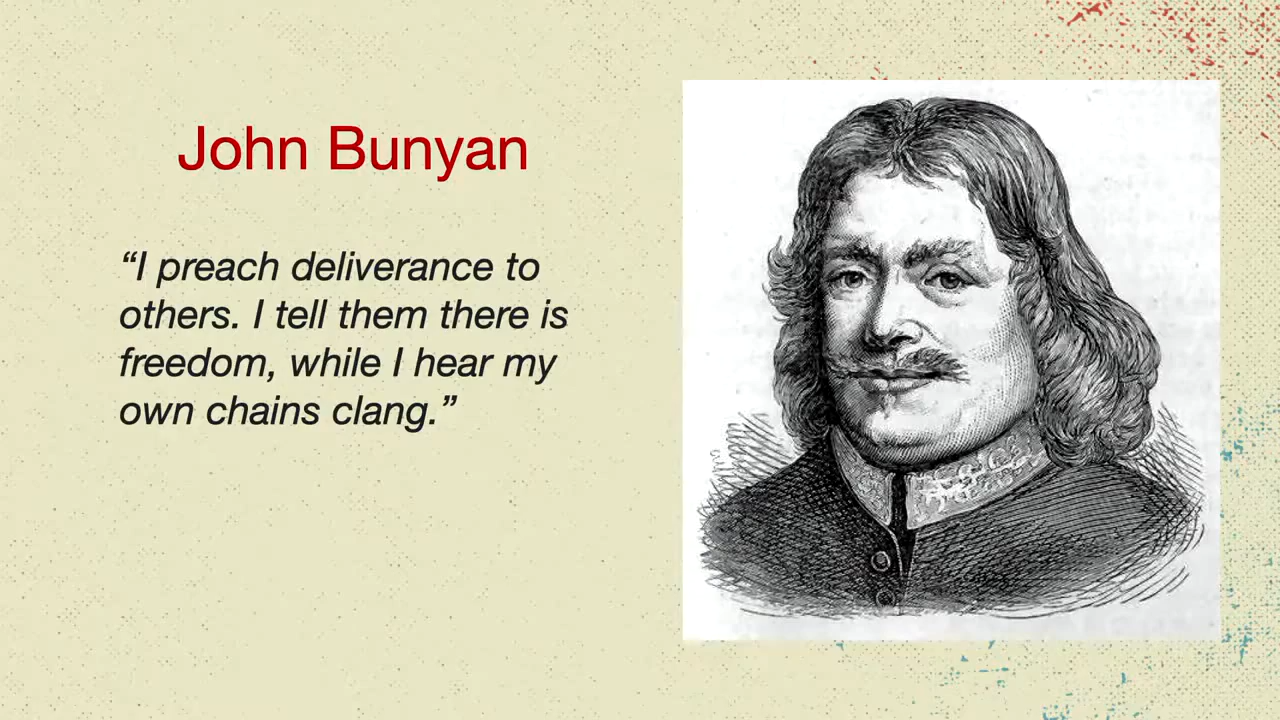 John Bunyan
“I preach deliverance to
others. I tell them there is
freedom, while I hear my
own chains clang.”